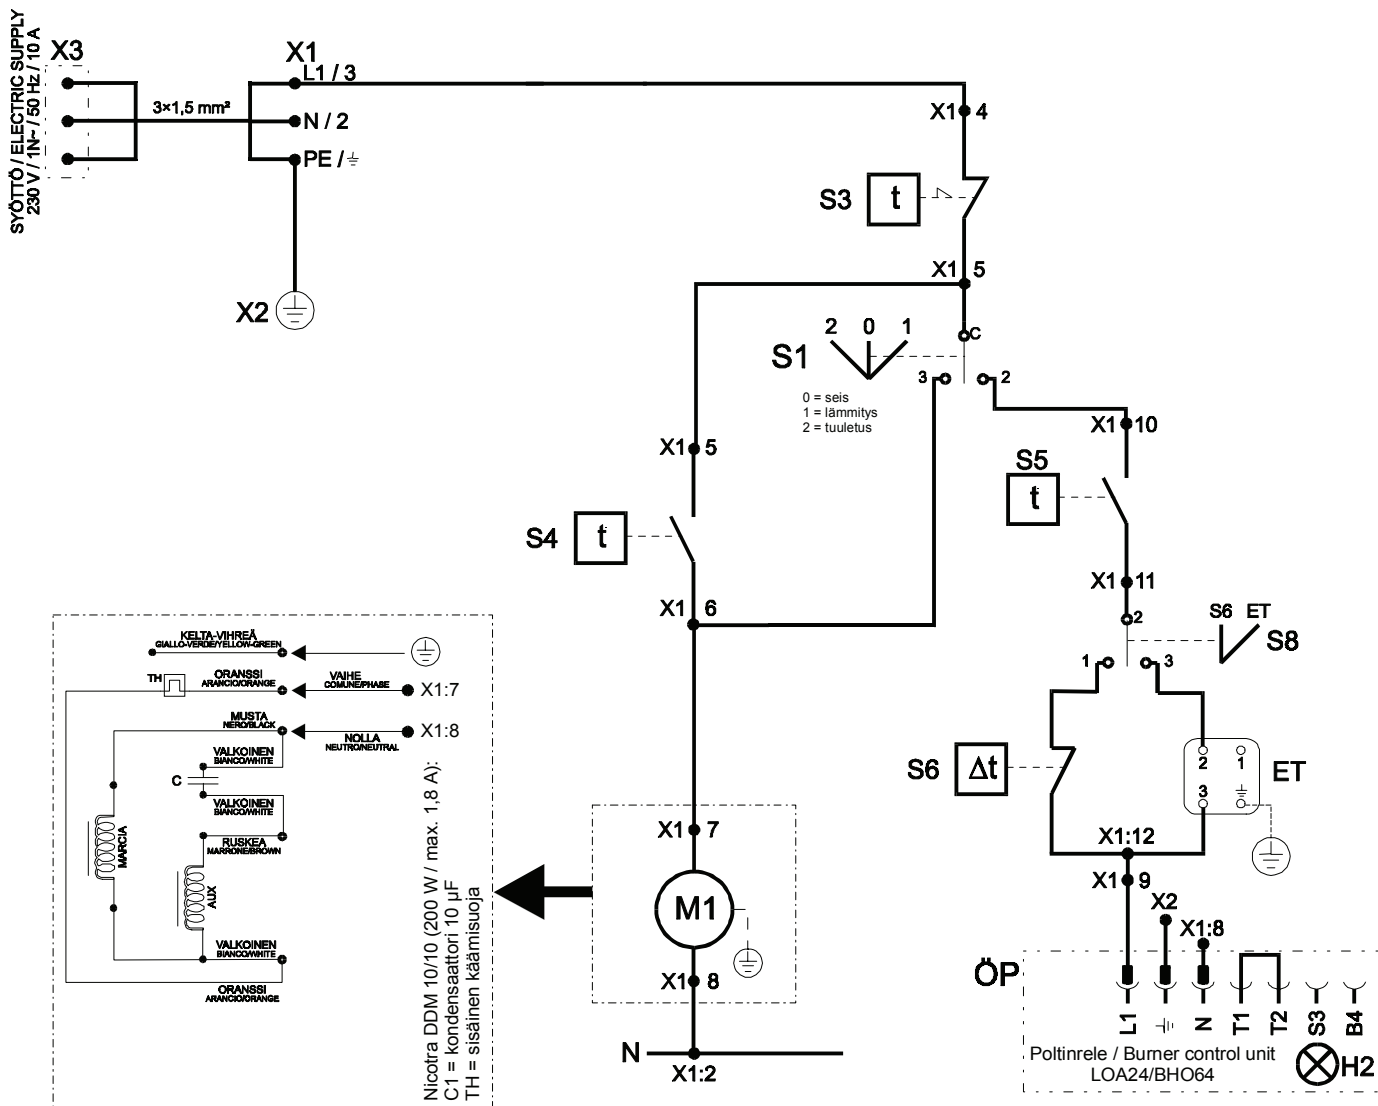 SYÖTTÖ / ELECTRIC SUPPLY
230 V / 1N~ / 50 Hz / 10 A
X3
3×1,5 mm²
X1
L1 / 3
N / 2
PE /
X2
X1 4
S3 t
X1 5
C
2 0 1
S1
3 2
0 = seis
1 = lämmitys
2 = tuuletus
X1 10
X1 5
S5
t
S4 t
X1 11
X1 6
2
S6 ET
S8
1 3
S6 Δt
2 1
3
ET
X1:12
X1 9
X2
X1:8
X1 7
M1
X1 8
N
X1:2
ÖP
L1
N
T1
T2
S3
B4
Poltinrele / Burner control unit
LOA24/BHO64
H2
KELTA-VIHREÄ
GIALLO-VERDE/YELLOW-GREEN
TH
ORANSSI
ARANCIO/ORANGE
VAIHE
COMUNE/PHASE
X1:7
MUSTA
NERO/BLACK
NOLLA
NEUTRO/NEUTRAL
X1:8
VALKOINEN
BIANCO/WHITE
C
VALKOINEN
BIANCO/WHITE
RUSKEA
MARRONE/BROWN
MARCIA
AUX
VALKOINEN
BIANCO/WHITE
ORANSSI
ARANCIO/ORANGE
Nicotra DDM 10/10 (200 W / max. 1,8 A):
C1 = kondensaattori 10 µF
TH = sisäinen käämisuoja